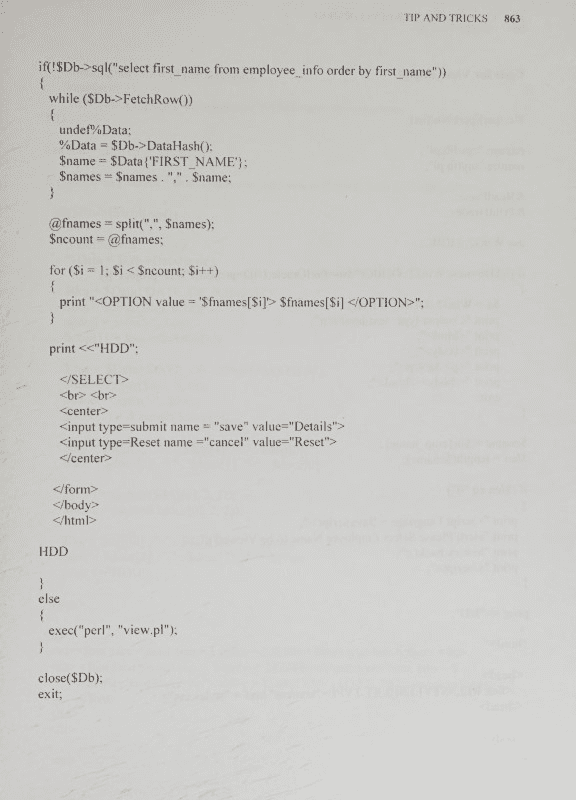 TIP AND TRICKS 863
if(!$Db->sql("select first_name from employee_info order by first_name"))
{
while ($Db->FetchRow())
{
undef%Data;
%Data = $Db->DataHash();
$name = $Data{'FIRST_NAME'};
$names = $names . "," . $name;
}
@fnames = split(",", $names);
$ncount = @fnames;
for ($i = 1; $i < $ncount; $i++)
{
print "<OPTION value = '$fnames[$i]'> $fnames[$i] </OPTION>";
}
print <<"HDD";
</SELECT>
<br> <br>
<center>
<input type=submit name = "save" value="Details">
<input type=Reset name ="cancel" value="Reset">
</center>
</form>
</body>
</html>
HDD
}
else
{
exec("perl", "view.pl");
}
close($Db);
exit;